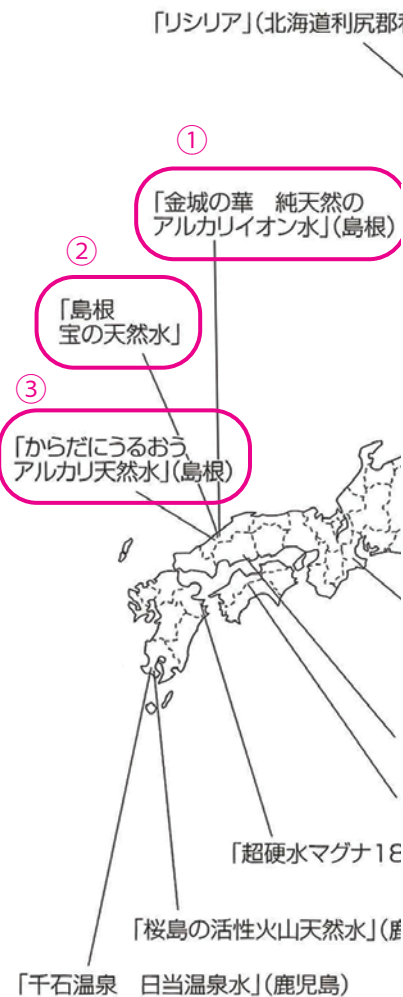 「リシリア」(北海道利尻郡
①
「金城の華 純天然の
アルカリイオン水」(島根)
②
「島根
宝の天然水」
③
「からだにうるおう
アルカリ天然水」(島根)
「超硬水マグナ18
「桜島の活性火山天然水」(
「千石温泉 日当温泉水」(鹿児島)